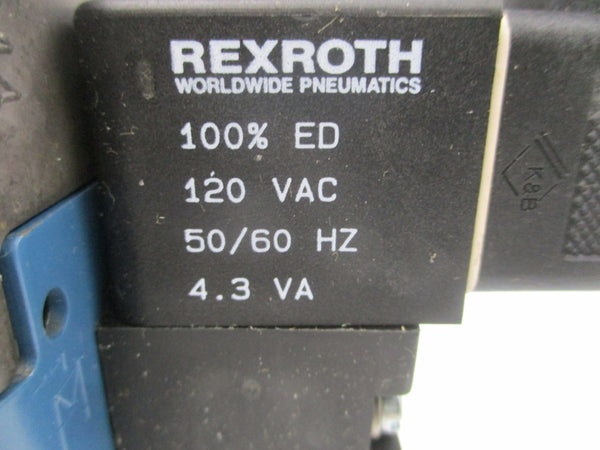 REXROTH
WORLDWIDE PNEUMATICS
100% ED
120 VAC
50/60 HZ
4.3 VA
K&B
M